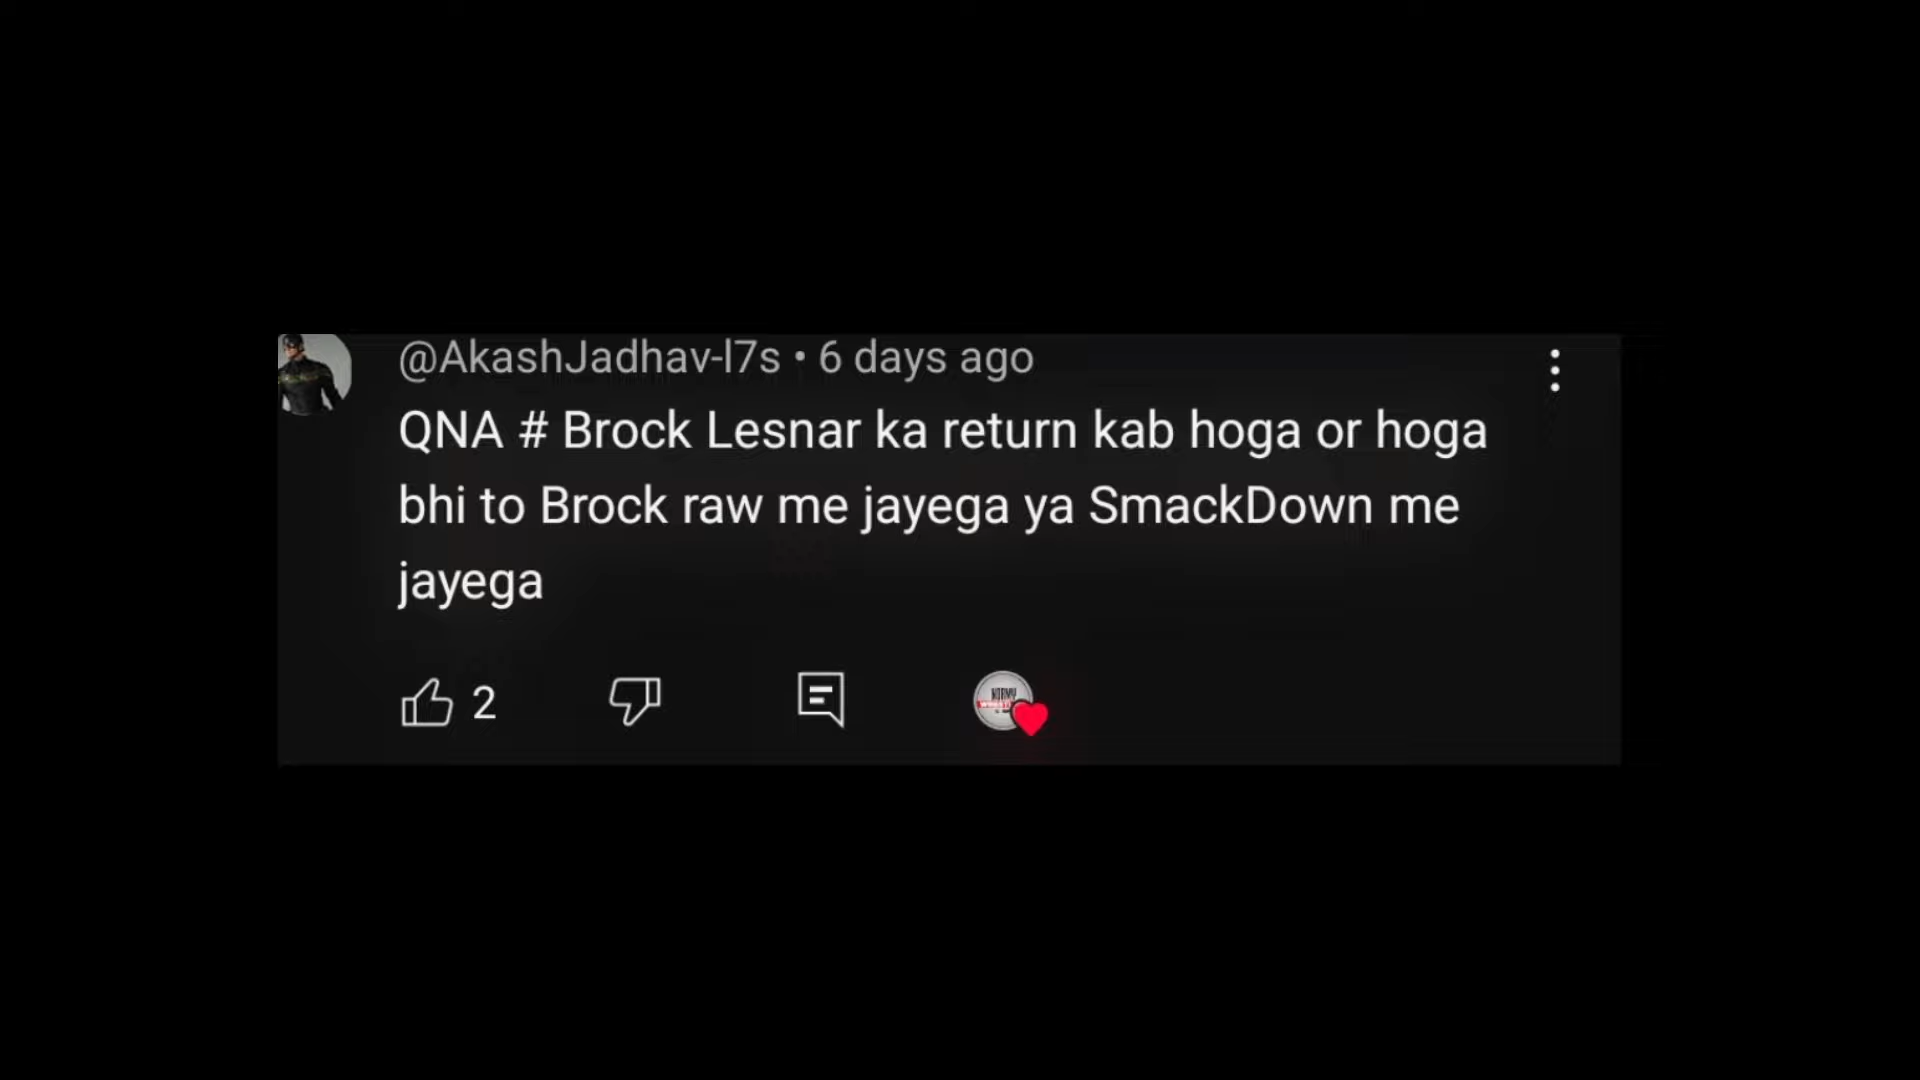 @AkashJadhav-l7s • 6 days ago
QNA # Brock Lesnar ka return kab hoga or hoga
bhi to Brock raw me jayega ya SmackDown me
jayega
2